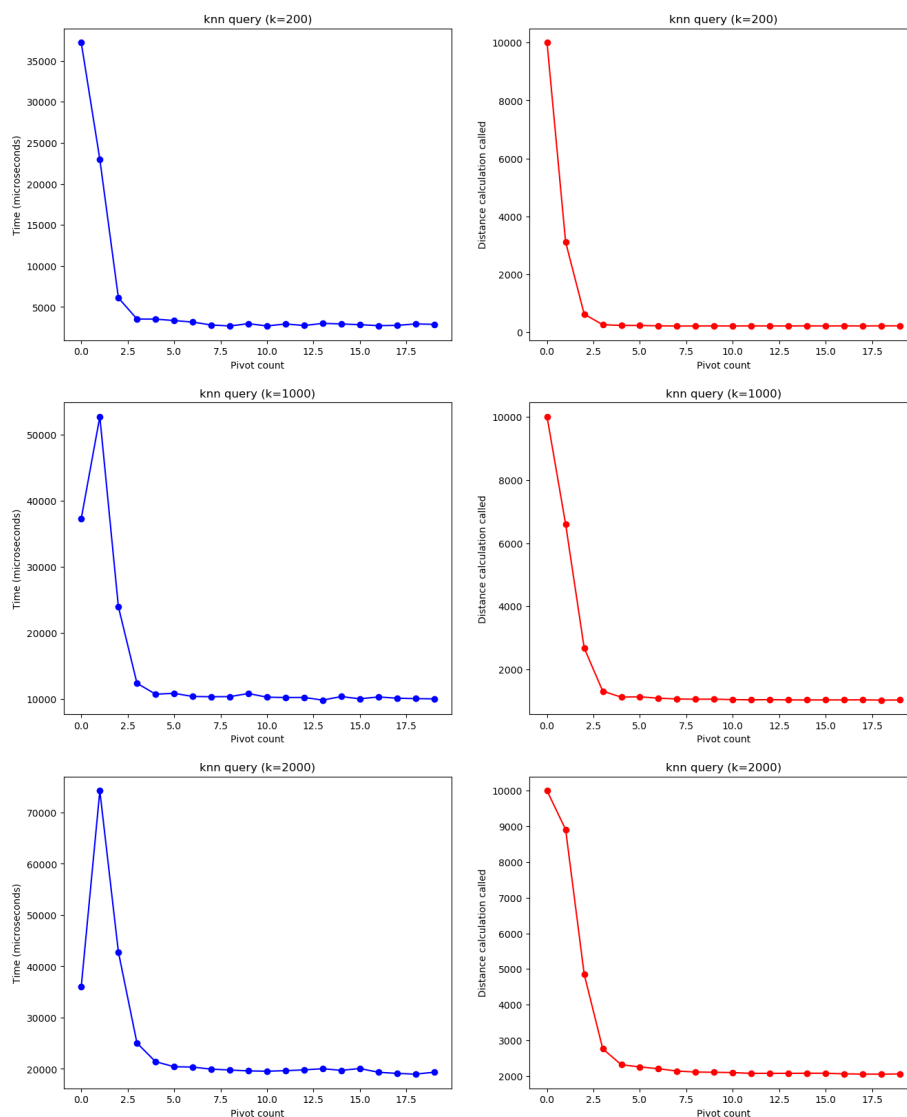 knn query (k=200)
Time (microseconds)
35000
30000
25000
20000
15000
10000
5000
0.0 2.5 5.0 7.5 10.0 12.5 15.0 17.5
Pivot count
knn query (k=200)
Distance calculation called
10000
8000
6000
4000
2000
0
0.0 2.5 5.0 7.5 10.0 12.5 15.0 17.5
Pivot count
knn query (k=1000)
Time (microseconds)
50000
40000
30000
20000
10000
0.0 2.5 5.0 7.5 10.0 12.5 15.0 17.5
Pivot count
knn query (k=1000)
Distance calculation called
10000
8000
6000
4000
2000
0.0 2.5 5.0 7.5 10.0 12.5 15.0 17.5
Pivot count
knn query (k=2000)
Time (microseconds)
70000
60000
50000
40000
30000
20000
0.0 2.5 5.0 7.5 10.0 12.5 15.0 17.5
Pivot count
knn query (k=2000)
Distance calculation called
10000
9000
8000
7000
6000
5000
4000
3000
2000
0.0 2.5 5.0 7.5 10.0 12.5 15.0 17.5
Pivot count